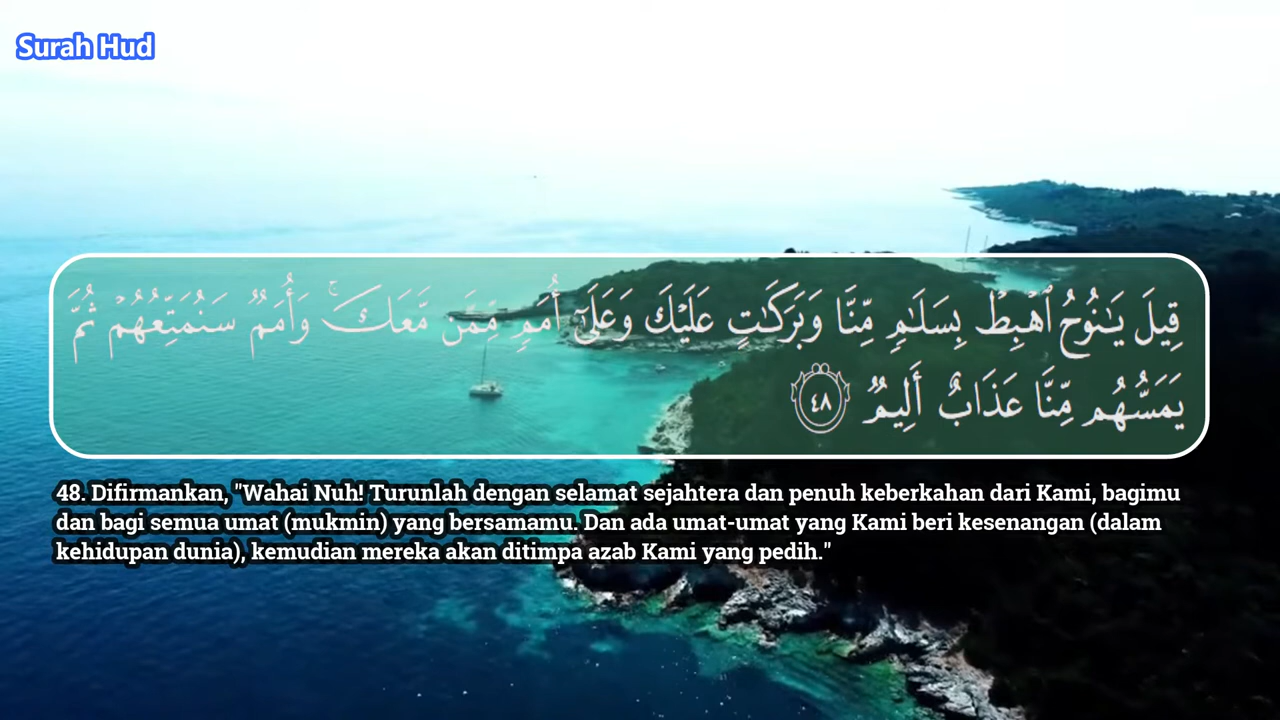 Surah Hud
قِيلَ يَـٰنُوحُ ٱهْبِطْ بِسَلَـٰمٍ مِّنَّا وَبَرَكَـٰتٍ عَلَيْكَ وَعَلَىٰٓ أُمَمٍ مِّمَّن مَّعَكَ ۚ وَأُمَمٌ سَنُمَتِّعُهُمْ ثُمَّ
يَمَسُّهُم مِّنَّا عَذَابٌ أَلِيمٌ ٤٨
48. Difirmankan, "Wahai Nuh! Turunlah dengan selamat sejahtera dan penuh keberkahan dari Kami, bagimu
dan bagi semua umat (mukmin) yang bersamamu. Dan ada umat-umat yang Kami beri kesenangan (dalam
kehidupan dunia), kemudian mereka akan ditimpa azab Kami yang pedih."